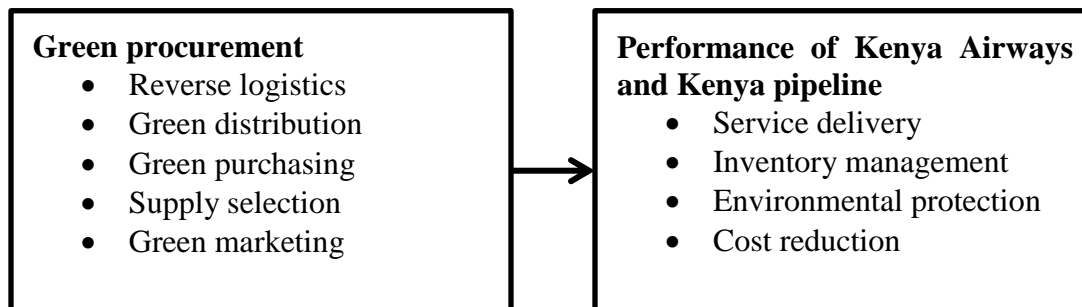 Green procurement
• Reverse logistics
• Green distribution
• Green purchasing
• Supply selection
• Green marketing
Performance of Kenya Airways
and Kenya pipeline
• Service delivery
• Inventory management
• Environmental protection
• Cost reduction